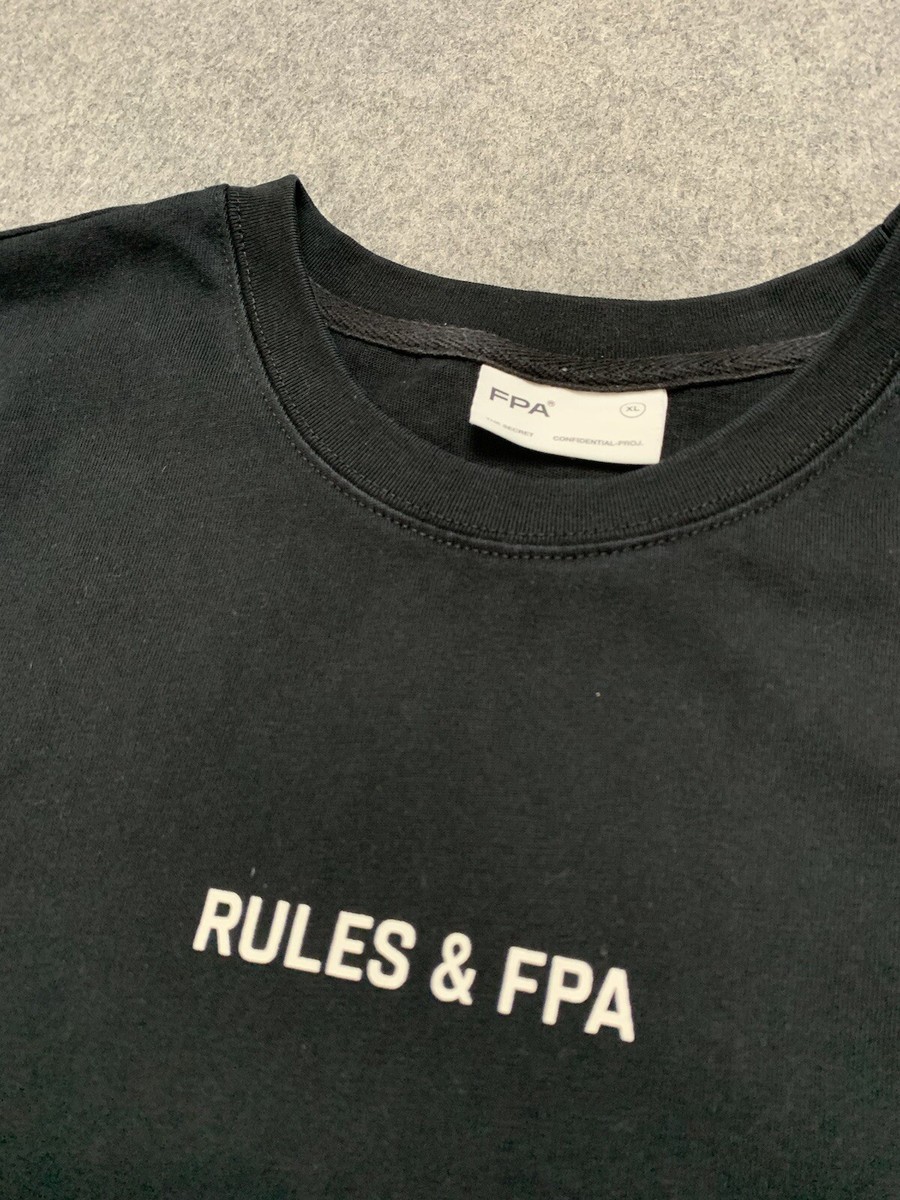 FPA® XL
SECRET CONFIDENTIAL-PROJ.
RULES & FPA